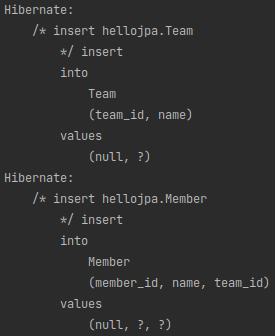 Hibernate:
/* insert hellojpa.Team
*/ insert
into
Team
(team_id, name)
values
(null, ?)
Hibernate:
/* insert hellojpa.Member
*/ insert
into
Member
(member_id, name, team_id)
values
(null, ?, ?)